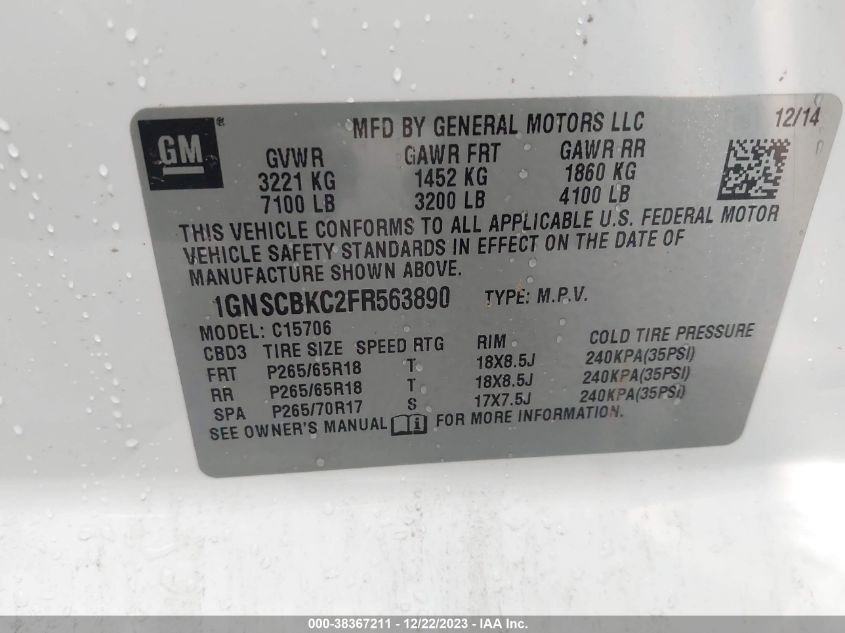 GM ®
MFD BY GENERAL MOTORS LLC 12/14
GVWR GAWR FRT GAWR RR
3221 KG 1452 KG 1860 KG
7100 LB 3200 LB 4100 LB
THIS VEHICLE CONFORMS TO ALL APPLICABLE U.S. FEDERAL MOTOR
VEHICLE SAFETY STANDARDS IN EFFECT ON THE DATE OF
MANUFACTURE SHOWN ABOVE.
1GNSCBKC2FR563890 TYPE: M.P.V.
MODEL: C15706
CBD3 TIRE SIZE SPEED RTG RIM COLD TIRE PRESSURE
FRT P265/65R18 T 18X8.5J 240KPA(35PSI)
RR P265/65R18 T 18X8.5J 240KPA(35PSI)
SPA P265/70R17 S 17X7.5J 240KPA(35PSI)
SEE OWNER'S MANUAL i FOR MORE INFORMATION.
000-38367211 - 12/22/2023 - IAA Inc.